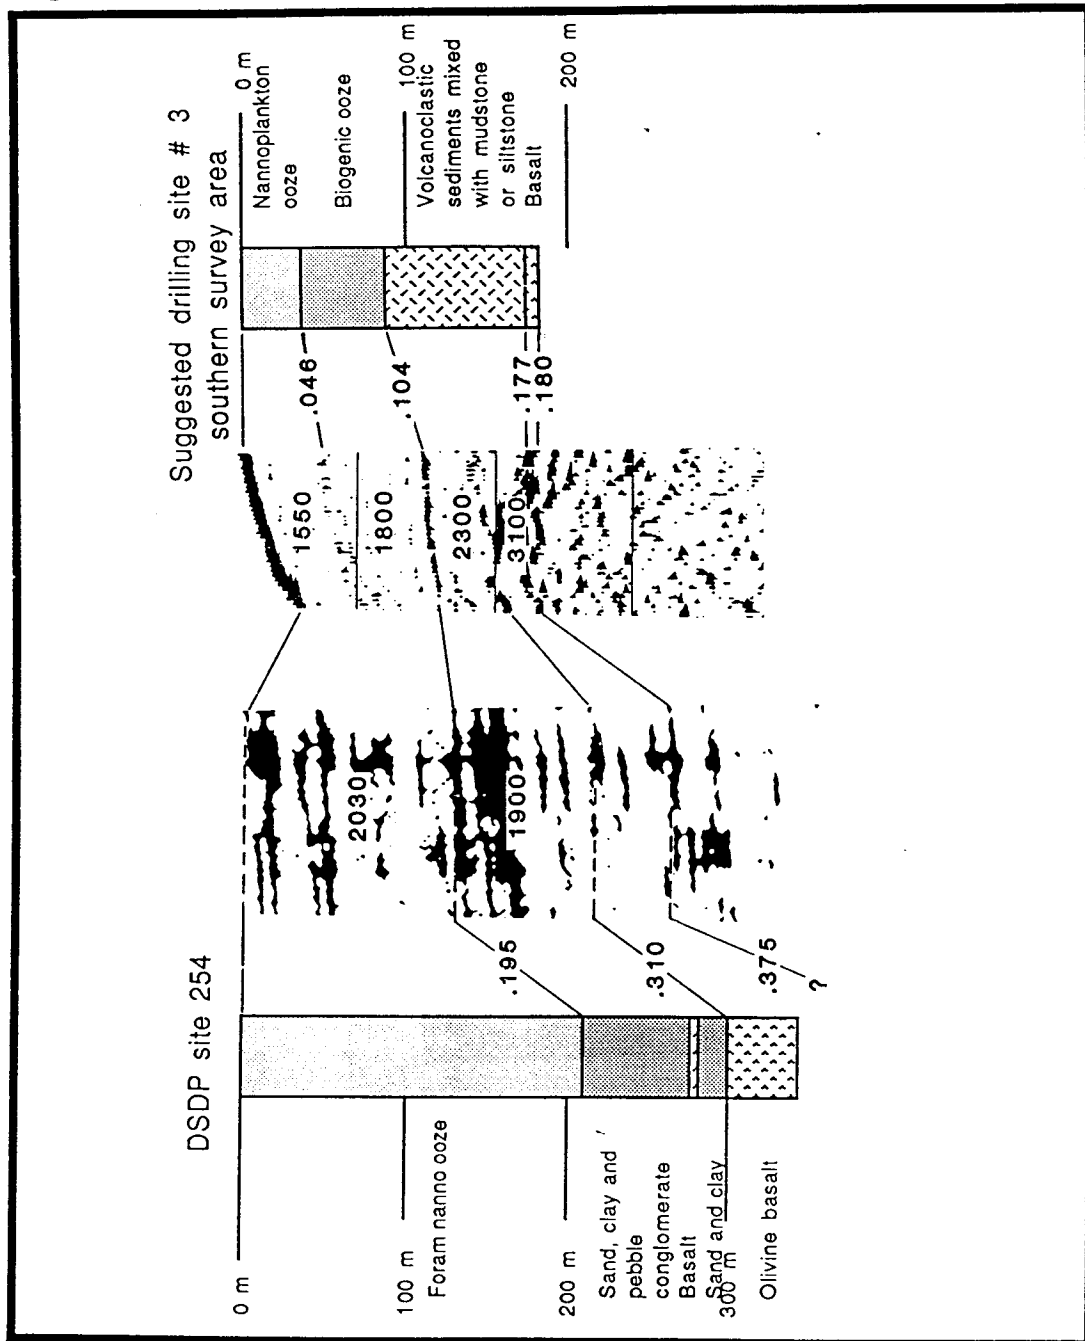 DSDP site 254
0 m
100 m
200 m
300 m
Foram nanno ooze
Sand, clay and
pebble
conglomerate
Basalt
Sand and clay
Olivine basalt
.195
.310
.375
?
2030
1900
Suggested drilling site # 3
southern survey area
1550
1800
2300
3100
.046
.104
.177
.180
0 m
Nannoplankton
ooze
Biogenic ooze
100 m
Volcanoclastic
sediments mixed
with mudstone
or siltstone
Basalt
200 m